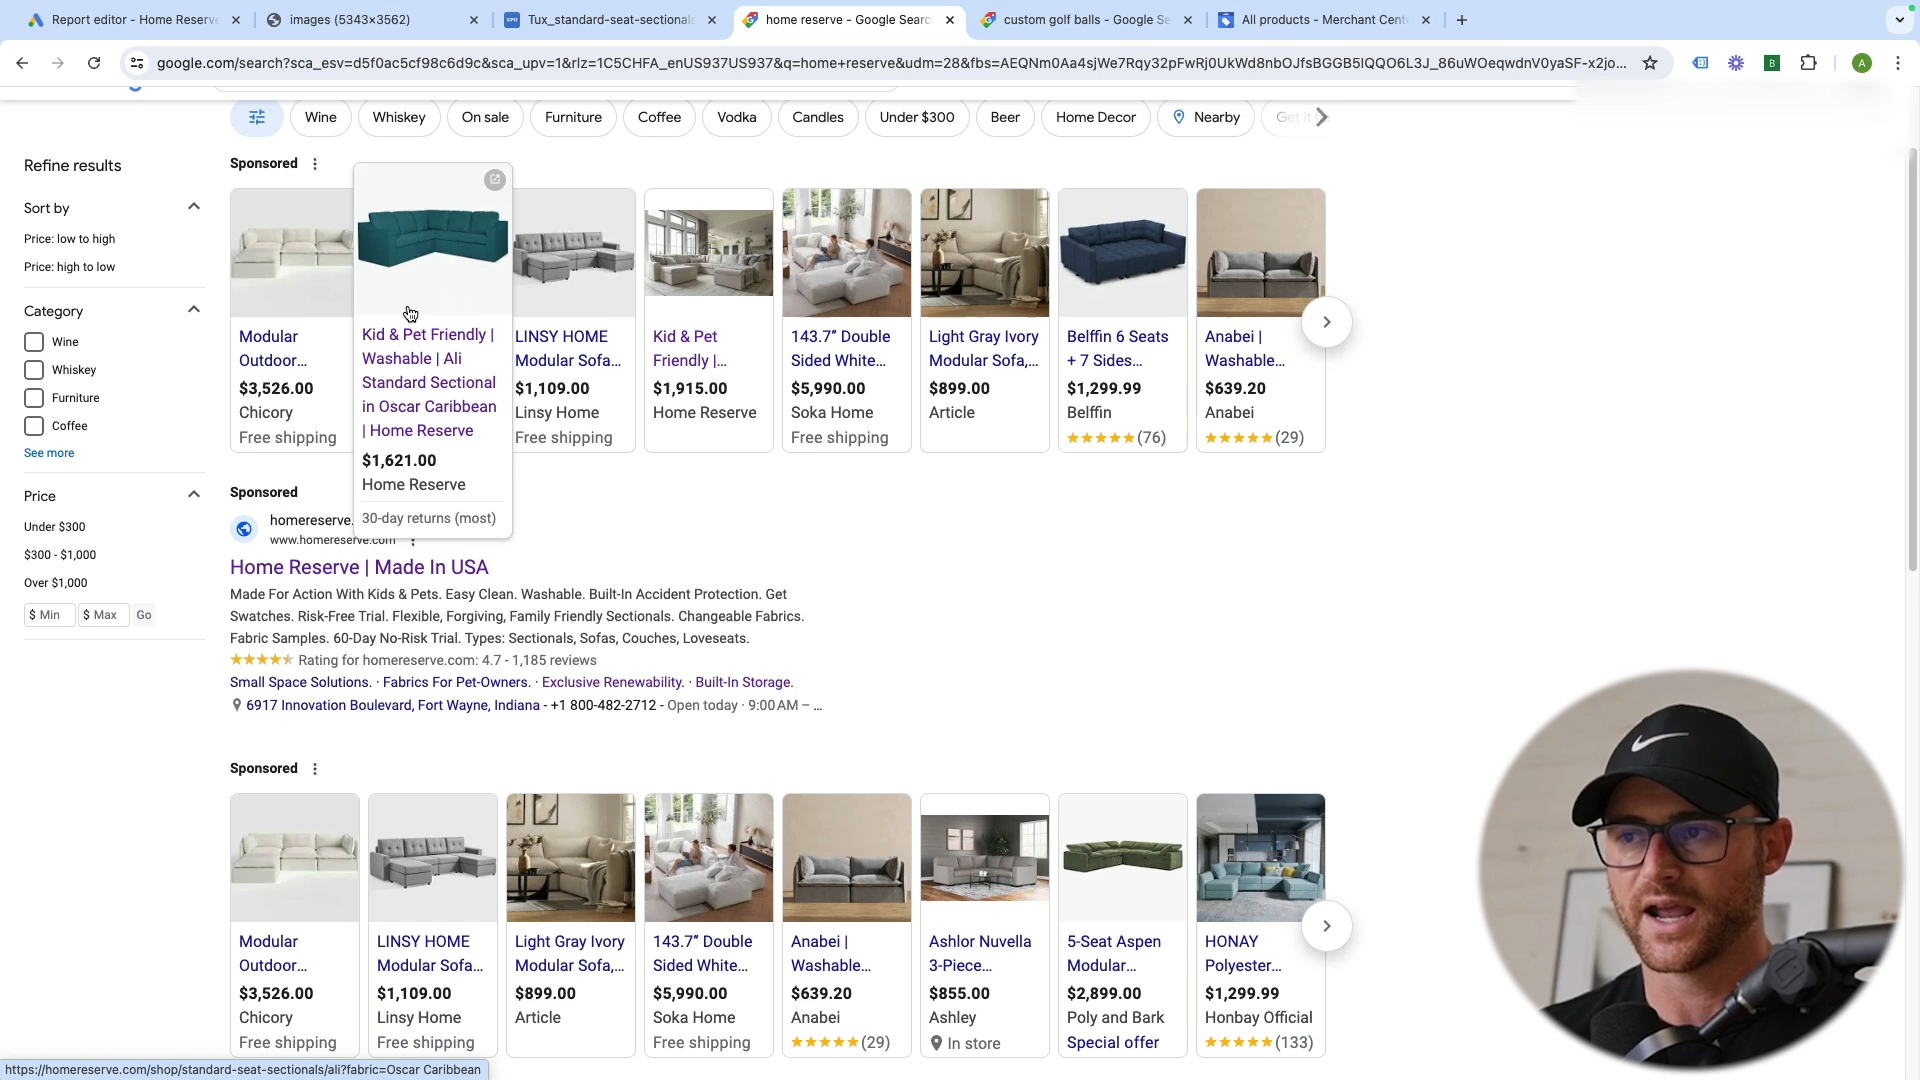 Report editor - Home Reserve
images (5343×3562)
XPO
Tux_standard-seat-sectionals
home reserve - Google Searc
custom golf balls - Google Se
All products - Merchant Cente
google.com/search?sca_esv=d5f0ac5cf98c6d9c&sca_upv=1&rlz=1C5CHFA_enUS937US937&q=home+reserve&udm=28&fbs=AEQNm0Aa4sjWe7Rqy32pFwRj0UkWd8nbOJfsBGGB5IQQO6L3J_86uWOeqwdnV0yaSF-x2jo...
B
A
Wine
Whiskey
On sale
Furniture
Coffee
Vodka
Candles
Under $300
Beer
Home Decor
Nearby
Get it
Refine results
Sort by
Price: low to high
Price: high to low
Category
Wine
Whiskey
Furniture
Coffee
See more
Price
Under $300
$300 - $1,000
Over $1,000
$ Min
$ Max
Go
Sponsored
Modular
Outdoor...
$3,526.00
Chicory
Free shipping
Kid & Pet Friendly |
Washable | Ali
Standard Sectional
in Oscar Caribbean
| Home Reserve
$1,621.00
Home Reserve
30-day returns (most)
LINSY HOME
Modular Sofa...
$1,109.00
Linsy Home
Free shipping
Kid & Pet
Friendly |...
$1,915.00
Home Reserve
143.7” Double
Sided White...
$5,990.00
Soka Home
Free shipping
Light Gray Ivory
Modular Sofa,...
$899.00
Article
Belffin 6 Seats
+ 7 Sides...
$1,299.99
Belffin
(76)
Anabei |
Washable...
$639.20
Anabei
(29)
Sponsored
homereserve.
www.homereserve.com
Home Reserve | Made In USA
Made For Action With Kids & Pets. Easy Clean. Washable. Built-In Accident Protection. Get
Swatches. Risk-Free Trial. Flexible, Forgiving, Family Friendly Sectionals. Changeable Fabrics.
Fabric Samples. 60-Day No-Risk Trial. Types: Sectionals, Sofas, Couches, Loveseats.
Rating for homereserve.com: 4.7 - 1,185 reviews
Small Space Solutions. · Fabrics For Pet-Owners. · Exclusive Renewability. · Built-In Storage.
6917 Innovation Boulevard, Fort Wayne, Indiana - +1 800-482-2712 - Open today · 9:00 AM – ...
Sponsored
Modular
Outdoor...
$3,526.00
Chicory
Free shipping
LINSY HOME
Modular Sofa...
$1,109.00
Linsy Home
Free shipping
Light Gray Ivory
Modular Sofa,...
$899.00
Article
143.7” Double
Sided White...
$5,990.00
Soka Home
Free shipping
Anabei |
Washable...
$639.20
Anabei
(29)
Ashlor Nuvella
3-Piece...
$855.00
Ashley
In store
5-Seat Aspen
Modular...
$2,899.00
Poly and Bark
Special offer
HONAY
Polyester...
$1,299.99
Honbay Official
(133)
https://homereserve.com/shop/standard-seat-sectionals/ali?fabric=Oscar Caribbean